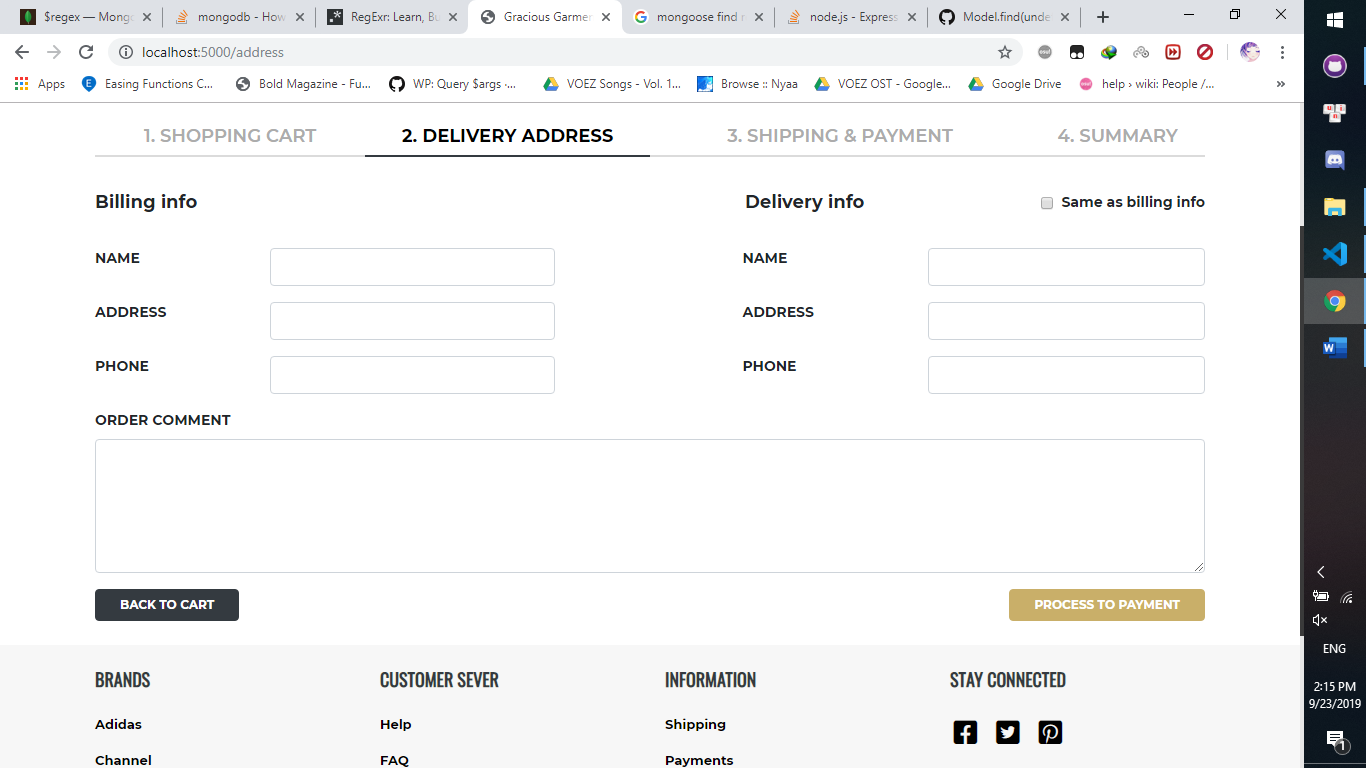 $regex — Mong
mongodb - How
RegExr: Learn, Bu
Gracious Garmen
mongoose find n
node.js - Express
Model.find(unde
localhost:5000/address
Apps
Easing Functions C...
Bold Magazine - Fu...
WP: Query $args ·...
VOEZ Songs - Vol. 1...
Browse :: Nyaa
VOEZ OST - Google...
Google Drive
help › wiki: People /...
1. SHOPPING CART
2. DELIVERY ADDRESS
3. SHIPPING & PAYMENT
4. SUMMARY
Billing info
Delivery info
Same as billing info
NAME
NAME
ADDRESS
ADDRESS
PHONE
PHONE
ORDER COMMENT
BACK TO CART
PROCESS TO PAYMENT
BRANDS
CUSTOMER SEVER
INFORMATION
STAY CONNECTED
Adidas
Help
Shipping
Channel
FAQ
Payments
ENG
2:15 PM
9/23/2019
1